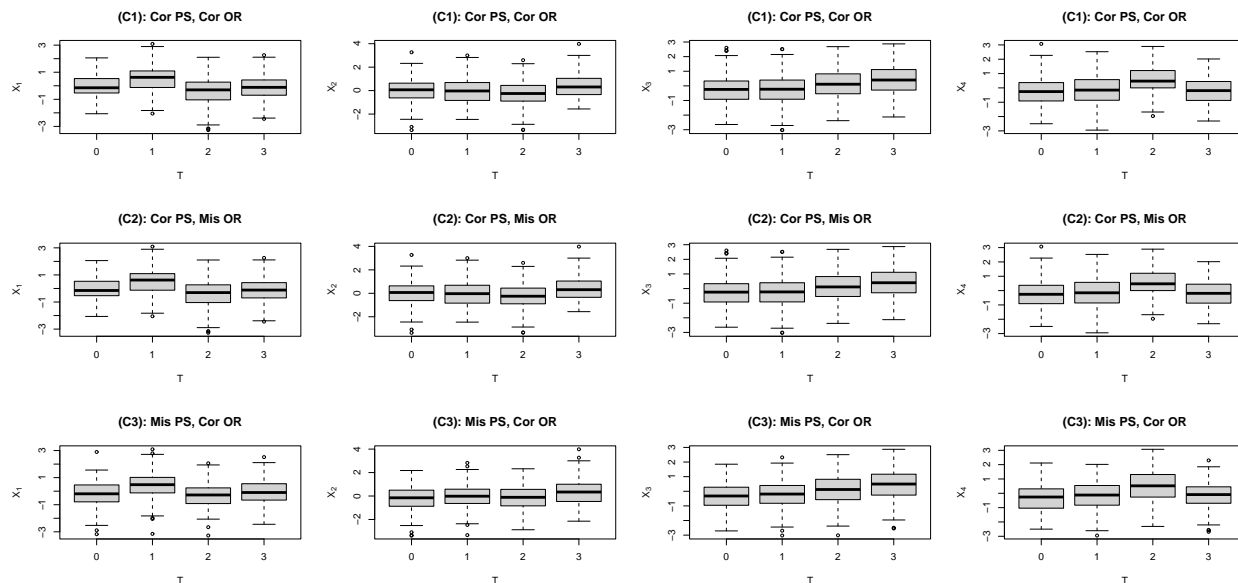 (C1): Cor PS, Cor OR
X1
3
1
−1
−3
0 1 2 3
T
(C1): Cor PS, Cor OR
X2
4
2
0
−2
0 1 2 3
T
(C1): Cor PS, Cor OR
X3
3
1
−1
−3
0 1 2 3
T
(C1): Cor PS, Cor OR
X4
3
1
−1
−3
0 1 2 3
T
(C2): Cor PS, Mis OR
X1
3
1
−1
−3
0 1 2 3
T
(C2): Cor PS, Mis OR
X2
4
2
0
−2
0 1 2 3
T
(C2): Cor PS, Mis OR
X3
3
1
−1
−3
0 1 2 3
T
(C2): Cor PS, Mis OR
X4
3
1
−1
−3
0 1 2 3
T
(C3): Mis PS, Cor OR
X1
3
1
−1
−3
0 1 2 3
T
(C3): Mis PS, Cor OR
X2
4
2
0
−2
0 1 2 3
T
(C3): Mis PS, Cor OR
X3
3
1
−1
−3
0 1 2 3
T
(C3): Mis PS, Cor OR
X4
3
1
−1
−3
0 1 2 3
T